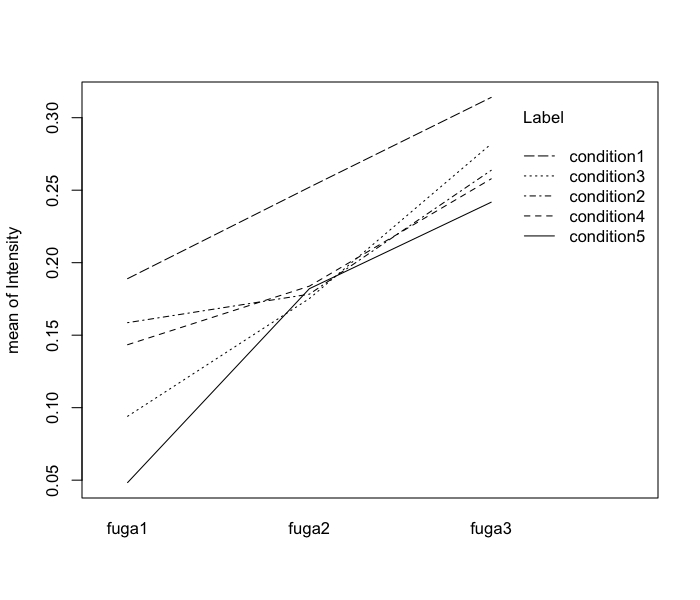 Label
condition1
condition3
condition2
condition4
condition5
mean of Intensity
0.30
0.25
0.20
0.15
0.10
0.05
fuga1 fuga2 fuga3